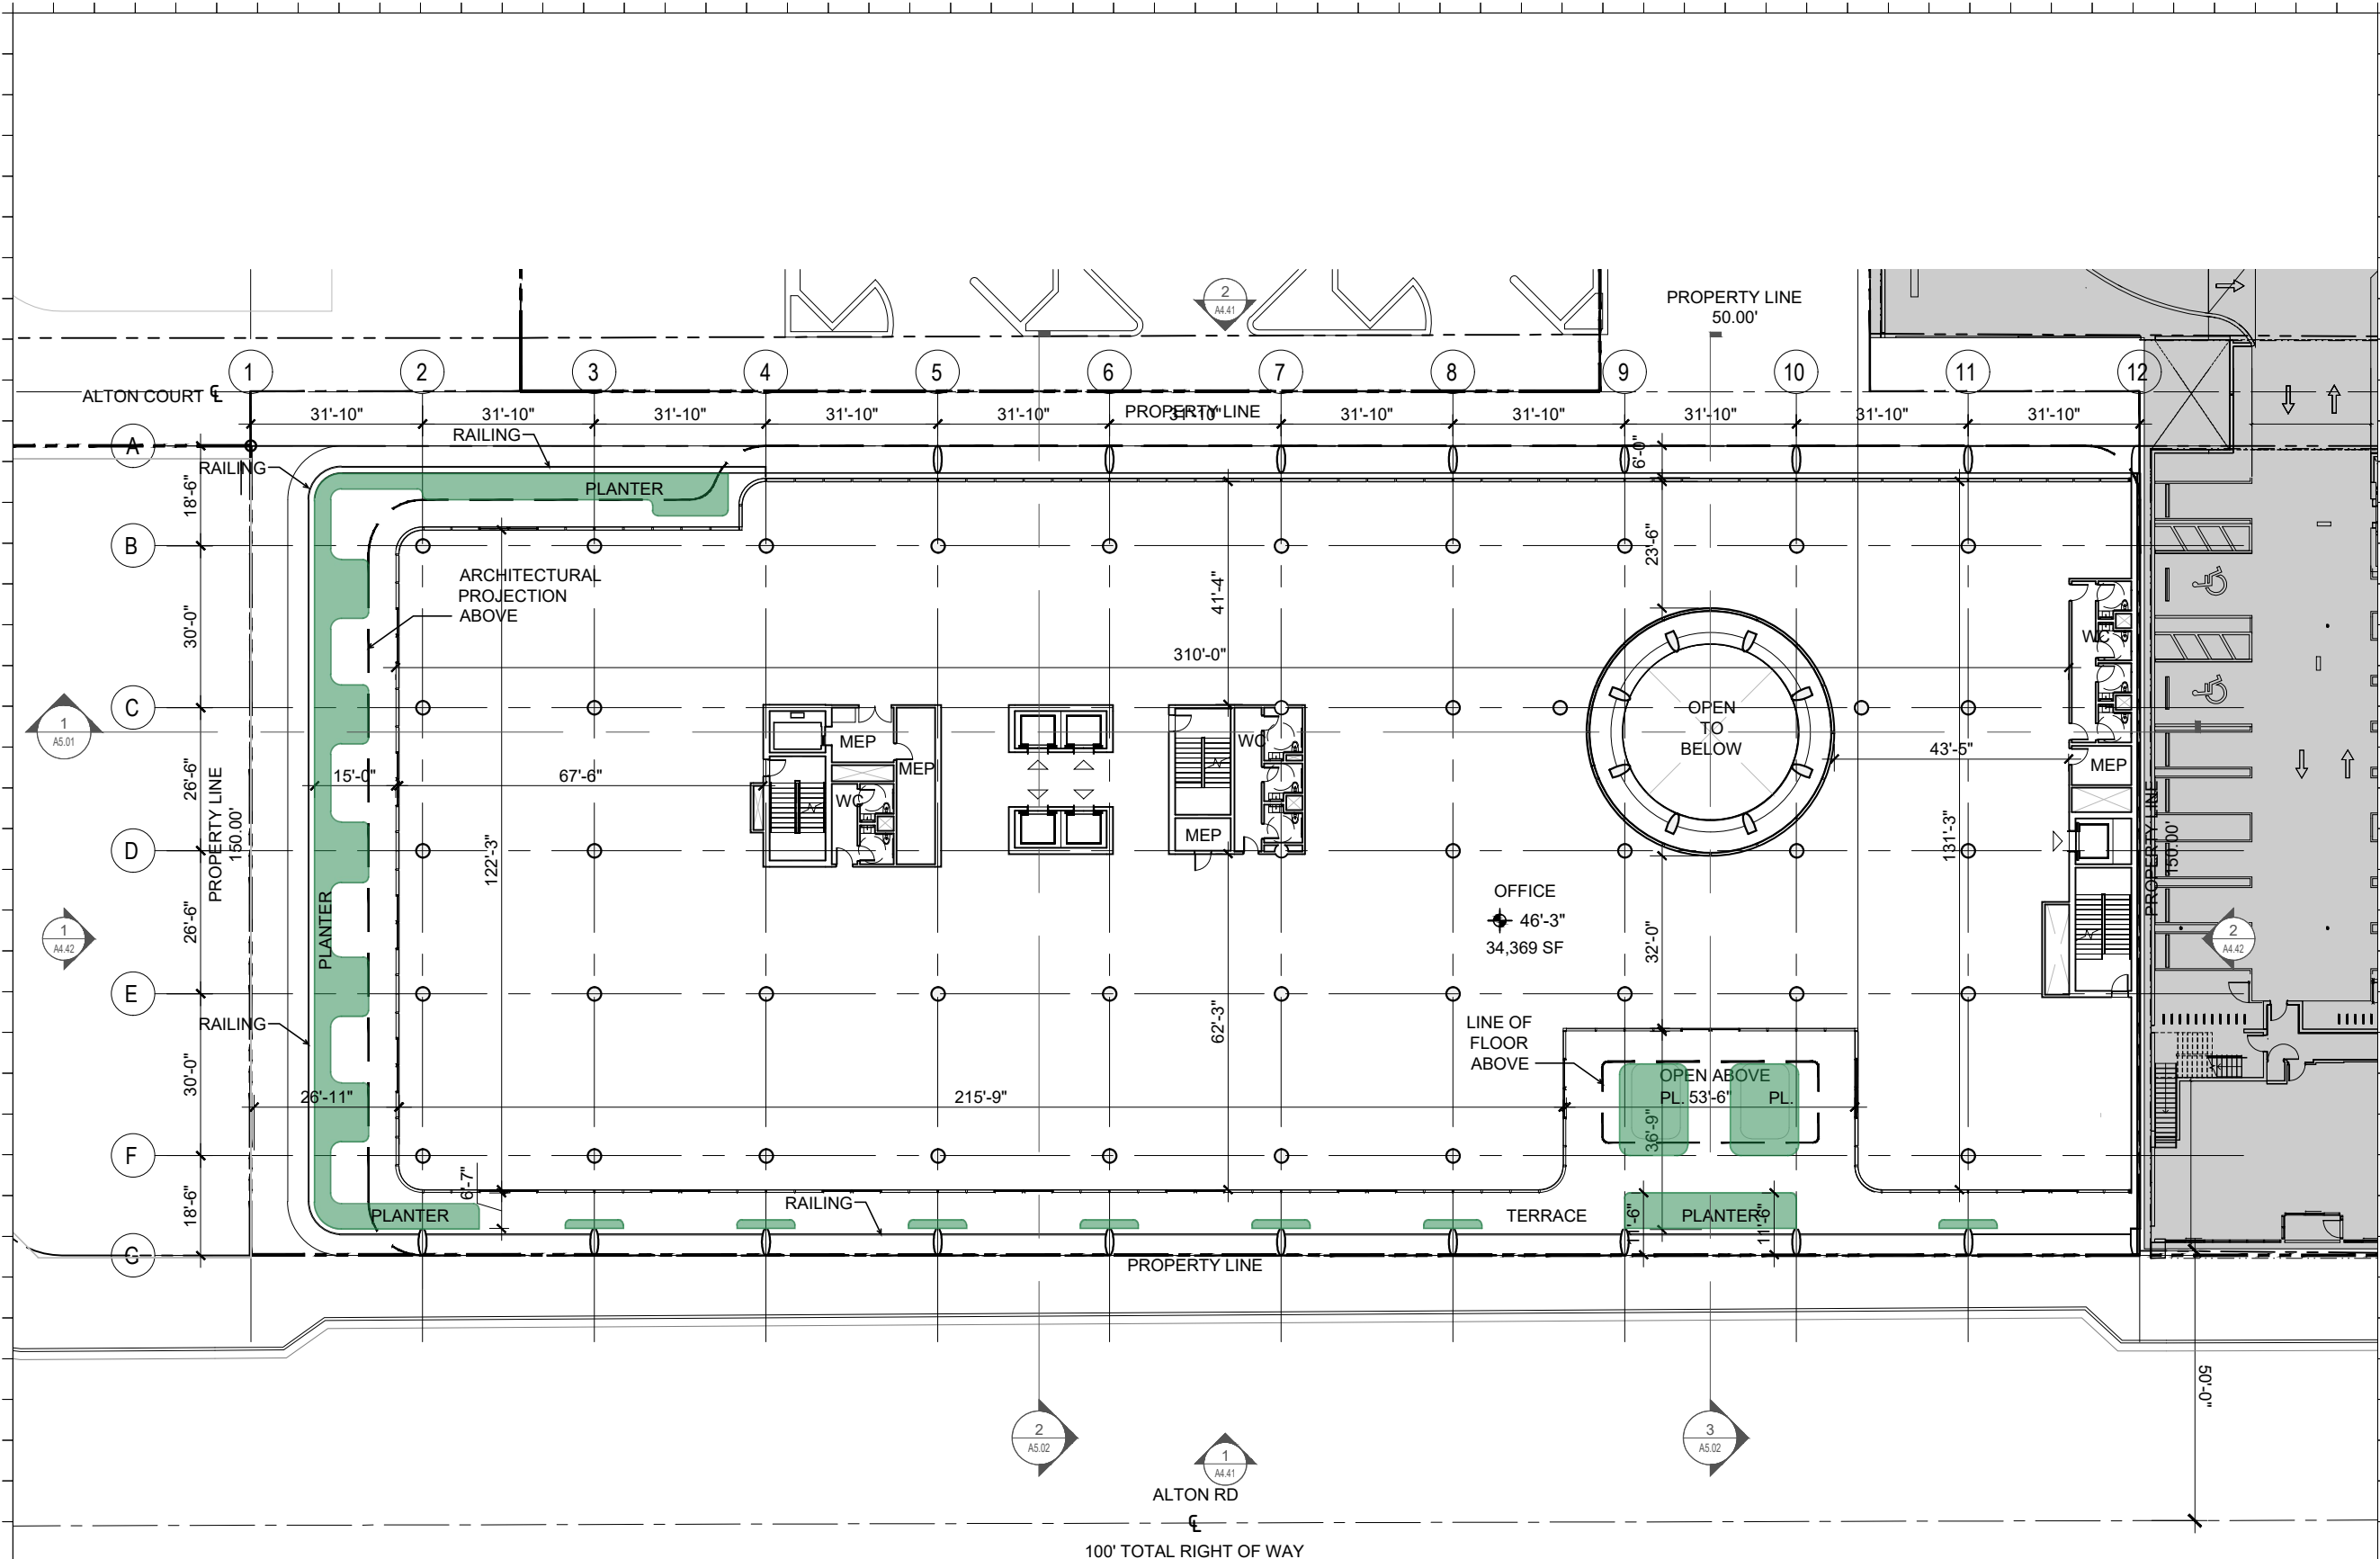 PROPERTY LINE
50.00'
2
A4.41
1
2
3
4
5
6
7
8
9
10
11
12
ALTON COURT ℄
31'-10"
31'-10"
31'-10"
31'-10"
31'-10"
31'-10"
31'-10"
31'-10"
31'-10"
31'-10"
31'-10"
PROPERTY LINE
RAILING
A
RAILING
6'-0"
18'-6"
PLANTER
B
23'-6"
ARCHITECTURAL
PROJECTION
ABOVE
41'-4"
30'-0"
WC
310'-0"
C
1
A5.01
OPEN
TO
BELOW
MEP
WC
MEP
43'-5"
MEP
15'-0"
67'-6"
26'-6"
WC
MEP
PROPERTY LINE
150.00'
D
122'-3"
131'-3"
PROPERTY LINE
150.00'
OFFICE
46'-3"
34,369 SF
1
A4.42
26'-6"
PLANTER
32'-0"
2
A4.42
E
RAILING
62'-3"
LINE OF
FLOOR
ABOVE
30'-0"
OPEN ABOVE
PL.
53'-6"
PL.
26'-11"
215'-9"
36'-9"
F
6'-7"
18'-6"
PLANTER
RAILING
TERRACE
PLANTER
11'-6"
11'-6"
G
PROPERTY LINE
50'-0"
2
A5.02
3
A5.02
1
A4.41
ALTON RD
℄
100' TOTAL RIGHT OF WAY